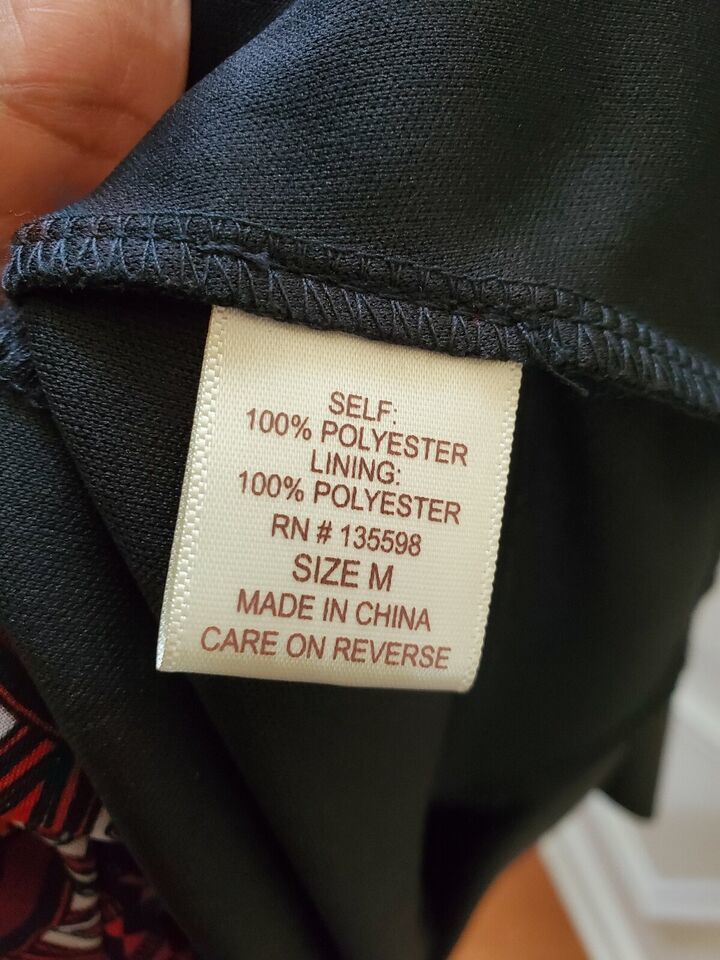 SELF:
100% POLYESTER
LINING:
100% POLYESTER
RN # 135598
SIZE M
MADE IN CHINA
CARE ON REVERSE